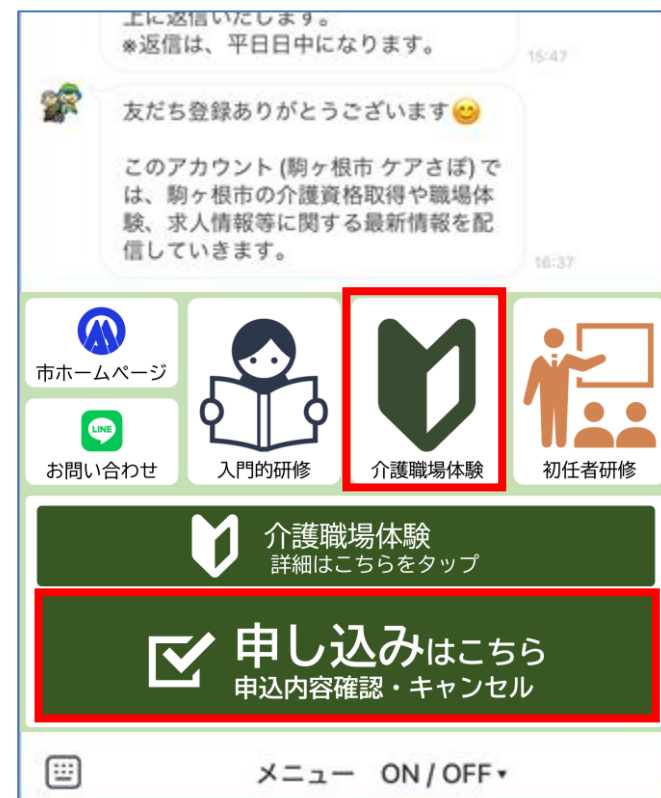 上に返信いたします。
※返信は、平日日中になります。
15:47
友だち登録ありがとうございます😊
このアカウント (駒ヶ根市 ケアさぽ) で
は、駒ヶ根市の介護資格取得や職場体
験、求人情報等に関する最新情報を配
信していきます。
16:37
市ホームページ
LINE
お問い合わせ
入門的研修
介護職場体験
初任者研修
介護職場体験
詳細はこちらをタップ
申し込みはこちら
申込内容確認・キャンセル
メニュー ON / OFF ▾